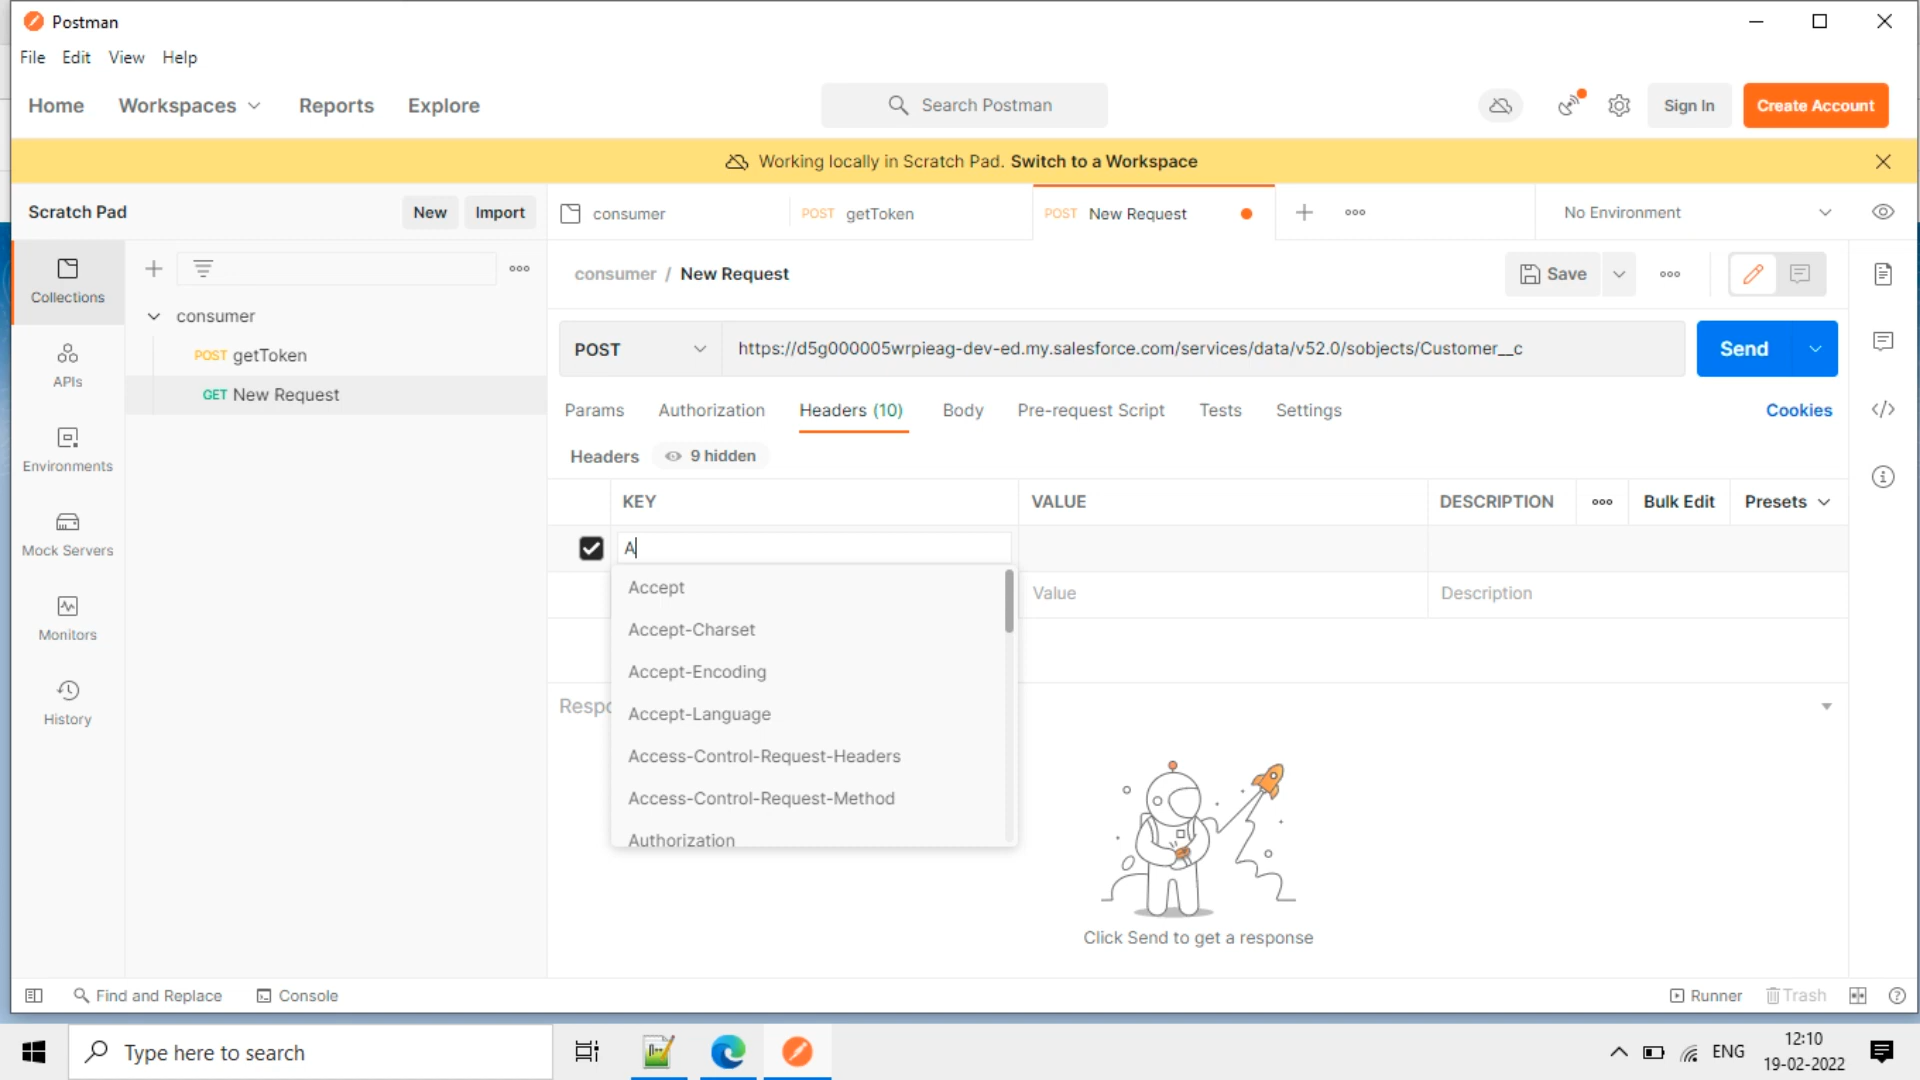 Postman
File Edit View Help
Home Workspaces Reports Explore
Search Postman
Sign In
Create Account
Working locally in Scratch Pad. Switch to a Workspace
Scratch Pad
New
Import
consumer
POST getToken
POST New Request
No Environment
Collections
APIs
Environments
Mock Servers
Monitors
History
consumer
POST getToken
GET New Request
consumer / New Request
Save
POST
https://d5g000005wrpieag-dev-ed.my.salesforce.com/services/data/v52.0/sobjects/Customer__c
Send
Params Authorization Headers (10) Body Pre-request Script Tests Settings
Cookies
Headers 9 hidden
KEY VALUE DESCRIPTION Bulk Edit Presets
A
Value Description
Accept
Accept-Charset
Accept-Encoding
Accept-Language
Access-Control-Request-Headers
Access-Control-Request-Method
Authorization
Respo
Click Send to get a response
Find and Replace Console
Runner Trash
Type here to search
ENG
12:10
19-02-2022